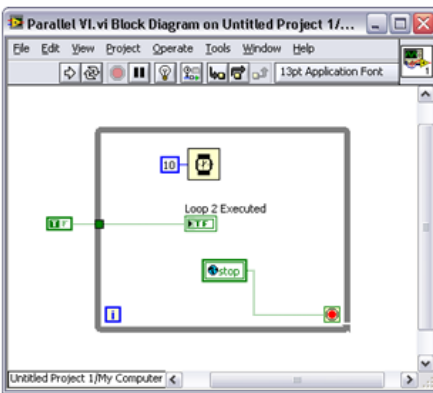 Parallel VI.vi Block Diagram on Untitled Project 1/...
File Edit View Project Operate Tools Window Help
13pt Application Font
1
10
Loop 2 Executed
TF
TF
stop
i
Untitled Project 1/My Computer